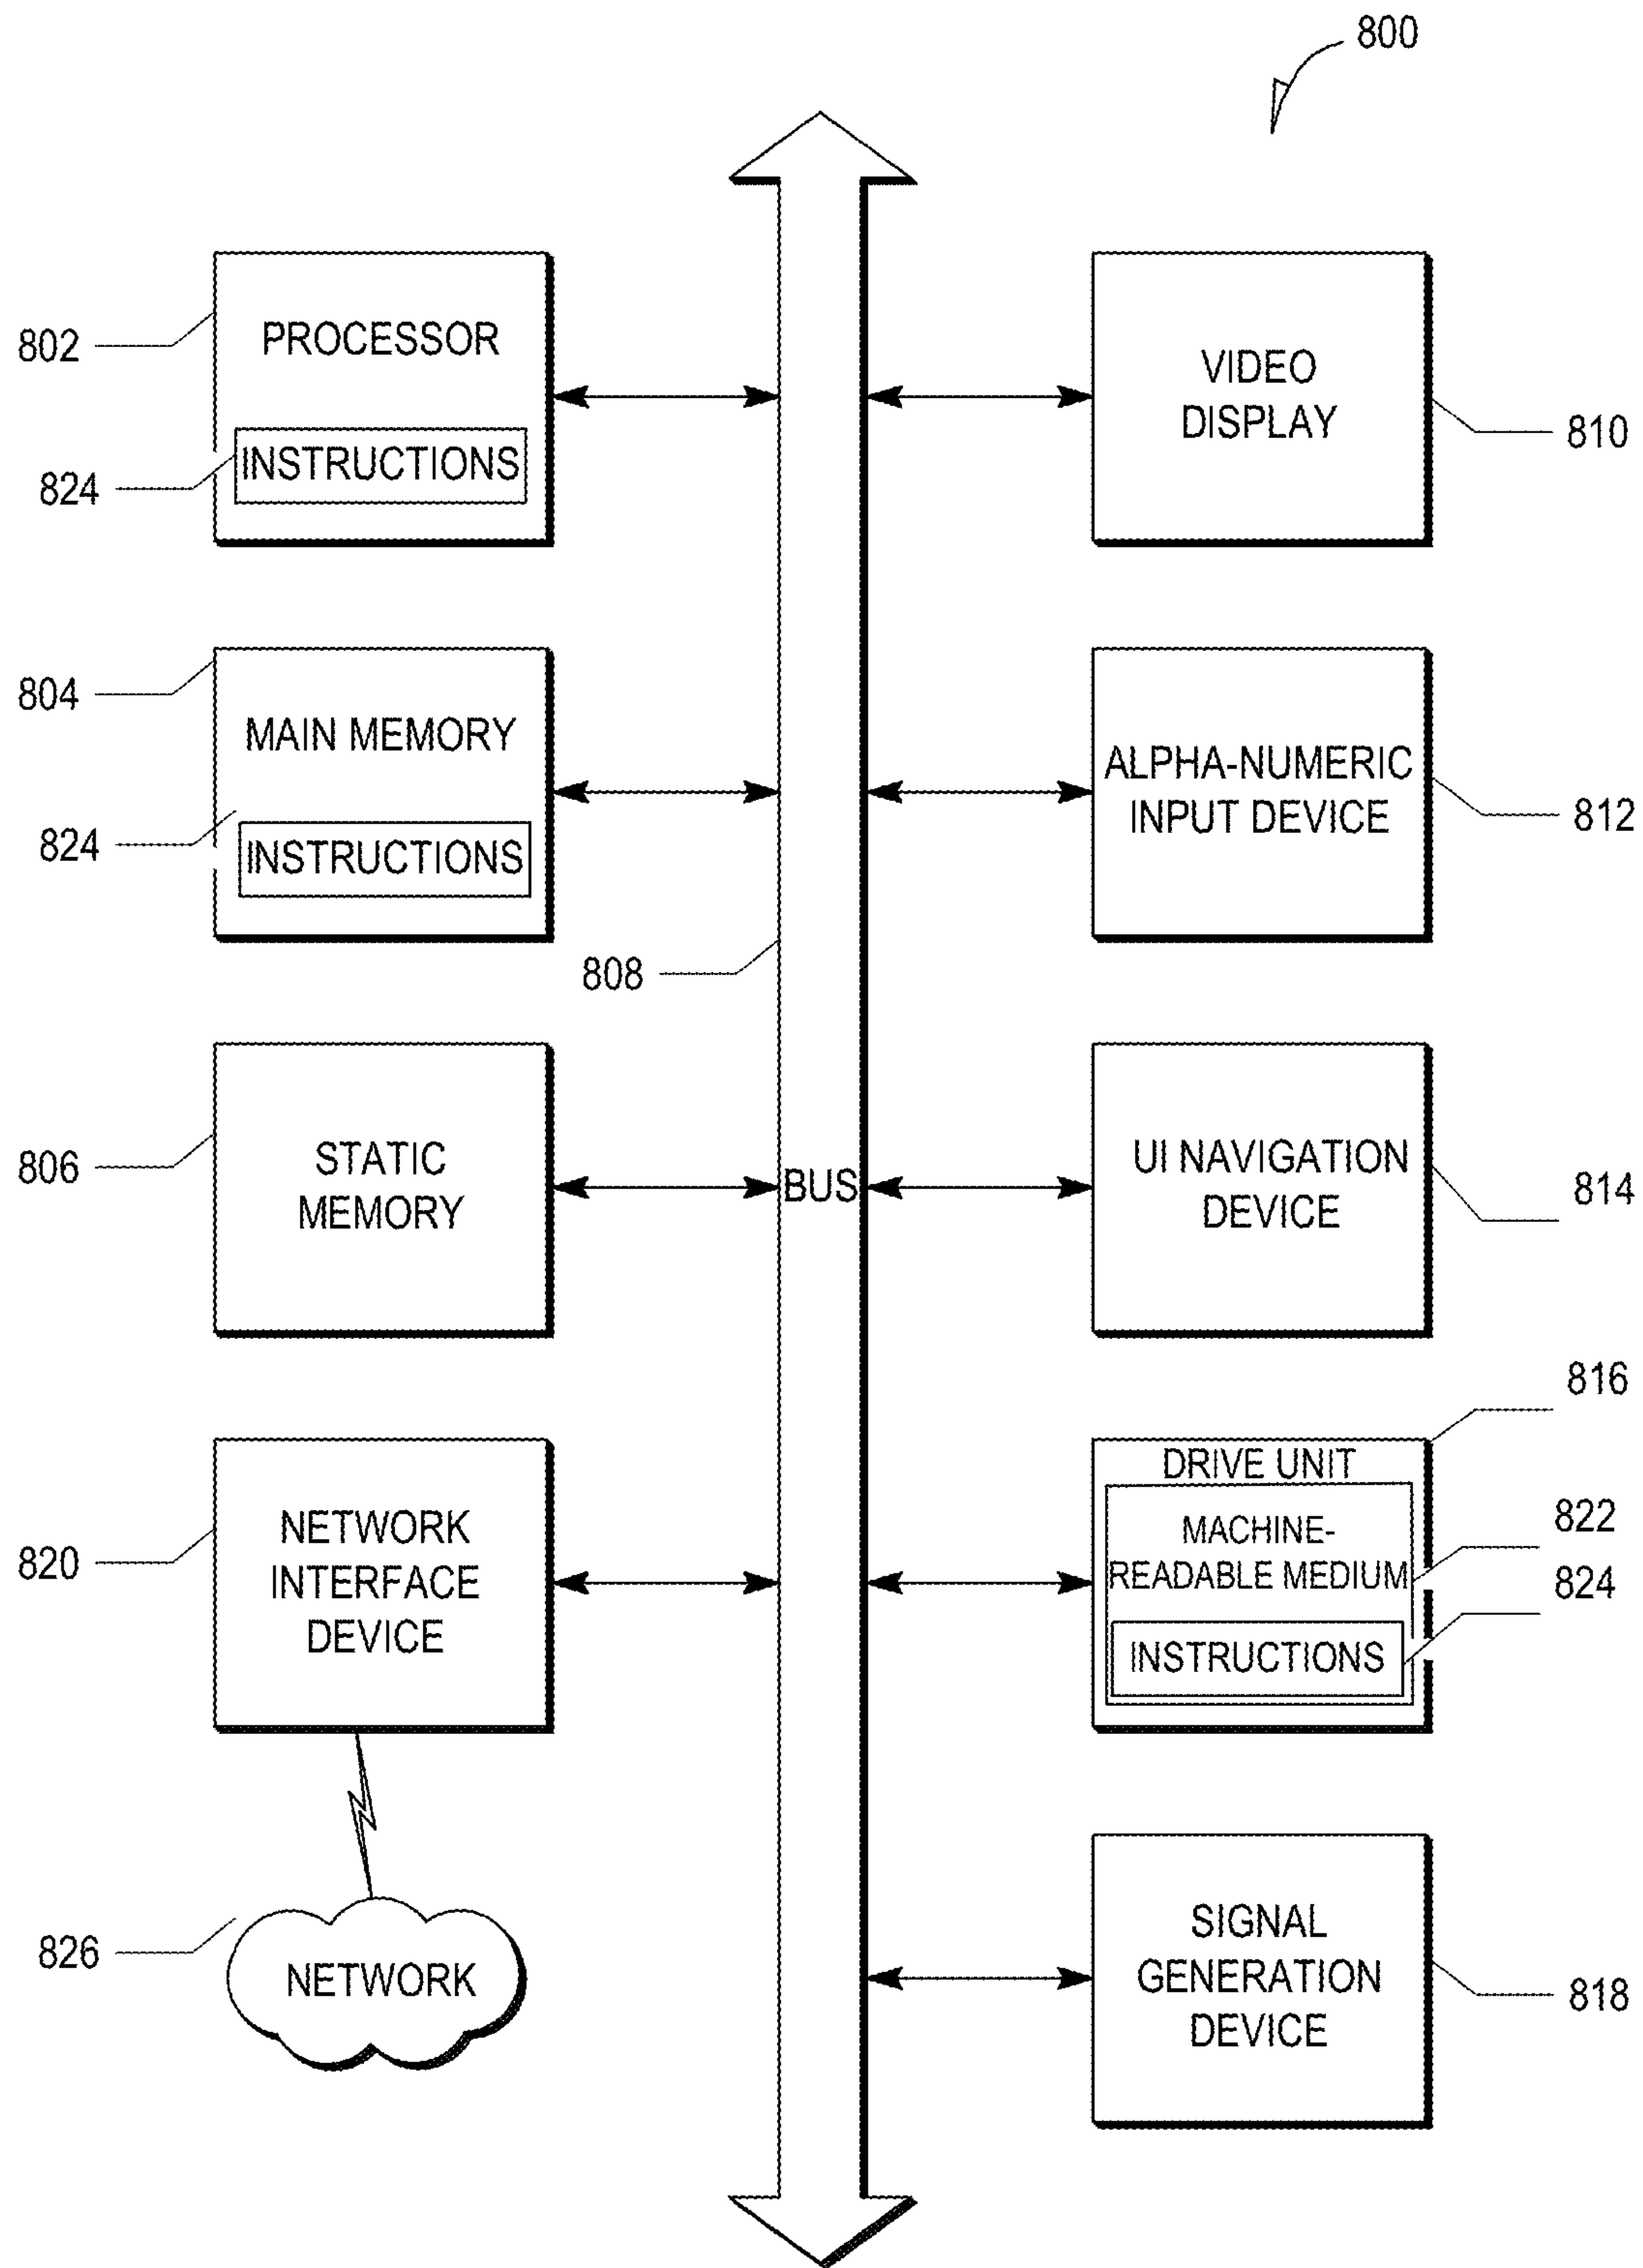 800
802
PROCESSOR
824
INSTRUCTIONS
804
MAIN MEMORY
824
INSTRUCTIONS
808
806
STATIC
MEMORY
820
NETWORK
INTERFACE
DEVICE
826
NETWORK
BUS
VIDEO
DISPLAY
810
ALPHA-NUMERIC
INPUT DEVICE
812
UI NAVIGATION
DEVICE
814
816
DRIVE UNIT
MACHINE-
READABLE MEDIUM
822
824
INSTRUCTIONS
SIGNAL
GENERATION
DEVICE
818